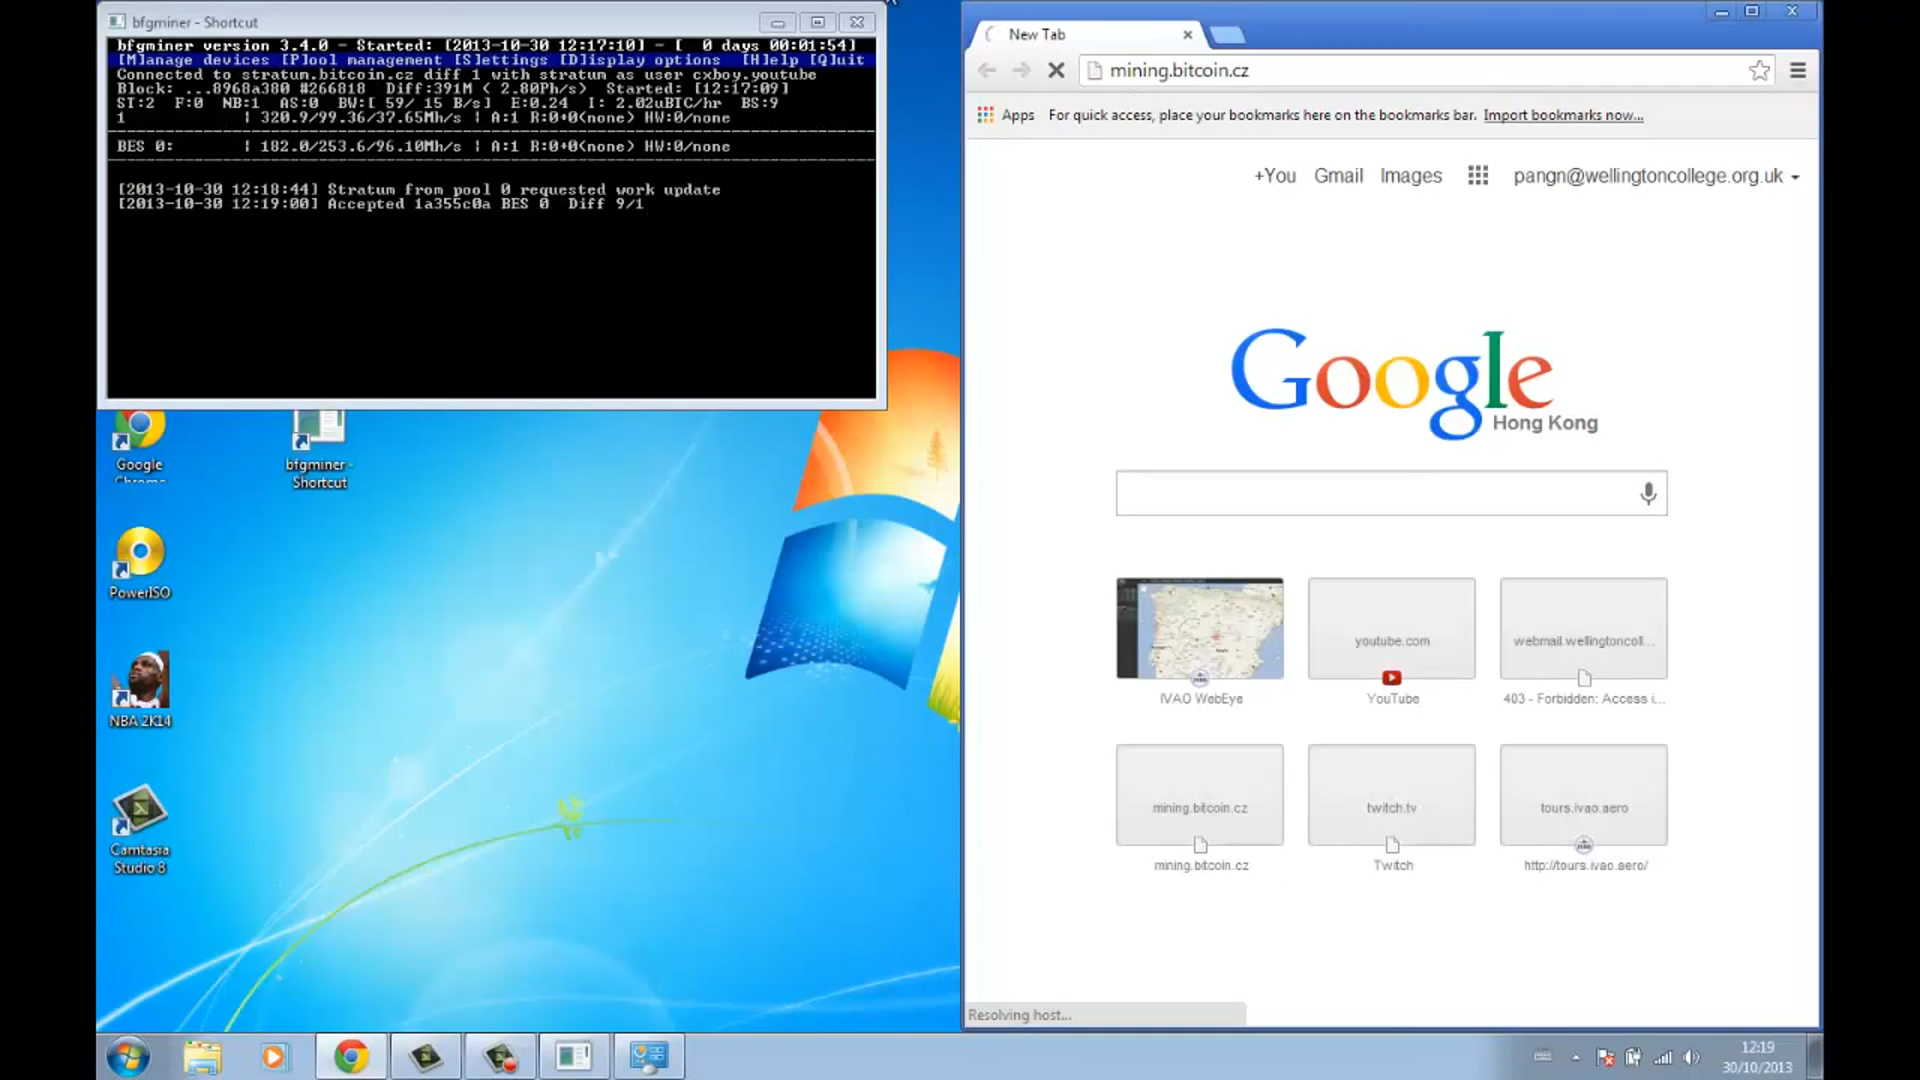 bfgminer - Shortcut
bfgminer version 3.4.0 - Started: [2013-10-30 12:17:10] - [  0 days 00:01:54]
[M]anage devices [P]ool management [S]ettings [D]isplay options  [H]elp [Q]uit
Connected to stratum.bitcoin.cz diff 1 with stratum as user cxboy.youtube
Block: ...8968a380 #266818  Diff:391M ( 2.80Ph/s)  Started: [12:17:09]
ST:2  F:0  NB:1  AS:0  BW:[ 59/ 15 B/s]  E:0.24  I: 2.02uBTC/hr  BS:9
1            | 320.9/99.36/37.65Mh/s | A:1 R:0+0(none) HW:0/none
BES 0:       | 182.0/253.6/96.10Mh/s | A:1 R:0+0(none) HW:0/none
[2013-10-30 12:18:44] Stratum from pool 0 requested work update
[2013-10-30 12:19:00] Accepted 1a355c0a BES 0  Diff 9/1
Google
Chrome
bfgminer -
Shortcut
PowerISO
NBA 2K14
Camtasia
Studio 8
New Tab
mining.bitcoin.cz
Apps
For quick access, place your bookmarks here on the bookmarks bar. Import bookmarks now...
+You Gmail Images pangn@wellingtoncollege.org.uk
Google
Hong Kong
youtube.com
webmail.wellingtoncoll...
IVAO WebEye
YouTube
403 - Forbidden: Access i...
mining.bitcoin.cz
twitch.tv
tours.ivao.aero
mining.bitcoin.cz
Twitch
http://tours.ivao.aero/
Resolving host...
12:19
30/10/2013